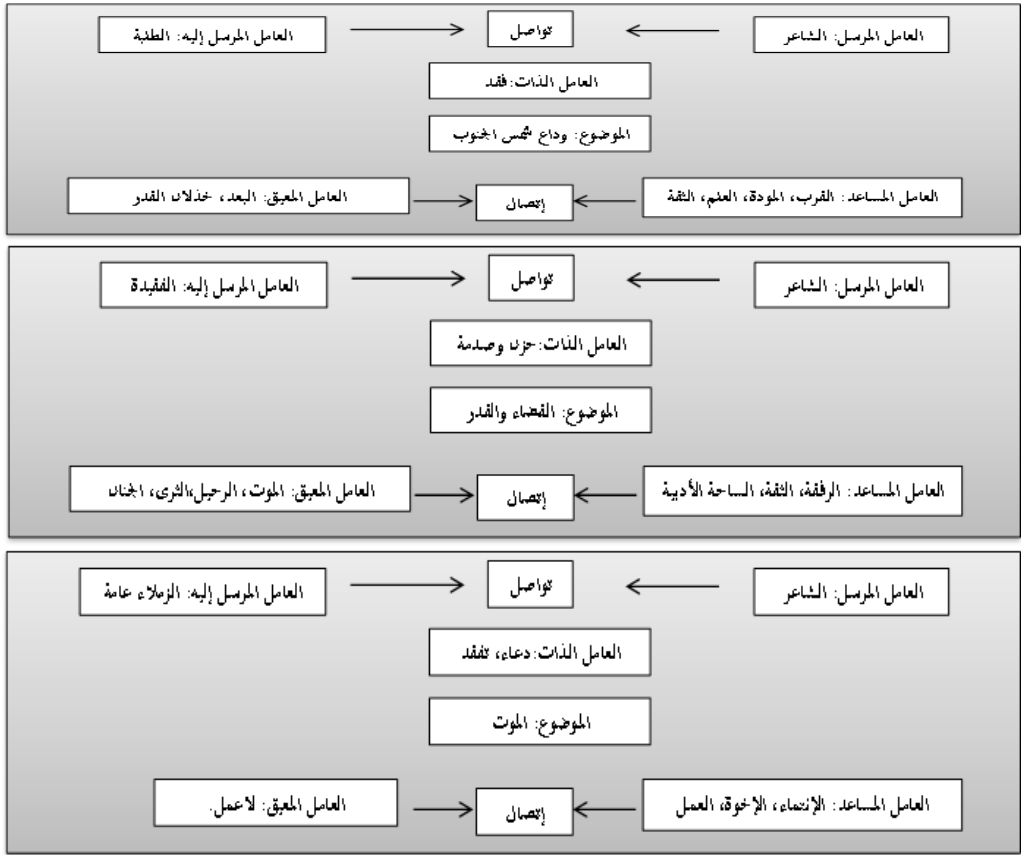 العامل المرسل: الشاعر
تواصل
العامل المرسل إليه: الطلبة
العامل الذات:فقد
الموضوع: وداع شمس الجنوب
العامل المساعد: القرب، المودة، العلم، الثقة
إتصال
العامل المعيق: البعد، خذلان القدر
العامل المرسل: الشاعر
تواصل
العامل المرسل إليه: الفقيدة
العامل الذات:حزن وصدمة
الموضوع: القضاء والقدر
العامل المساعد: الرفقة، الثقة، الساحة الأدبية
إتصال
العامل المعيق: الموت، الرحيل،الثرى، الجنان
العامل المرسل: الشاعر
تواصل
العامل المرسل إليه: الزملاء عامة
العامل الذات:دعاء، تفقد
الموضوع: الموت
العامل المساعد: الإنتماء، الإخوة، العمل
إتصال
العامل المعيق: لاعمل.